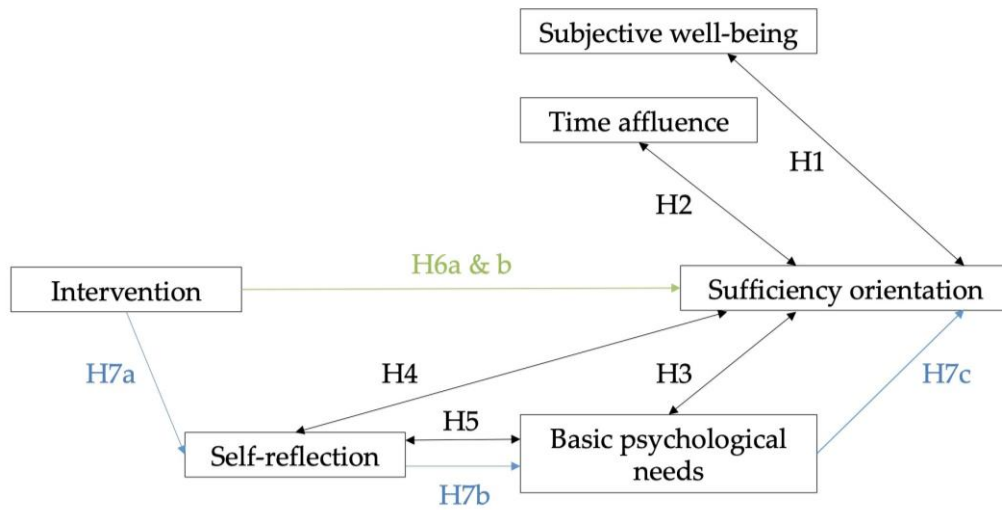 Subjective well-being
Time affluence
H1
H2
H6a & b
Intervention
Sufficiency orientation
H7a
H4
H3
H7c
H5
Self-reflection
Basic psychological
needs
H7b